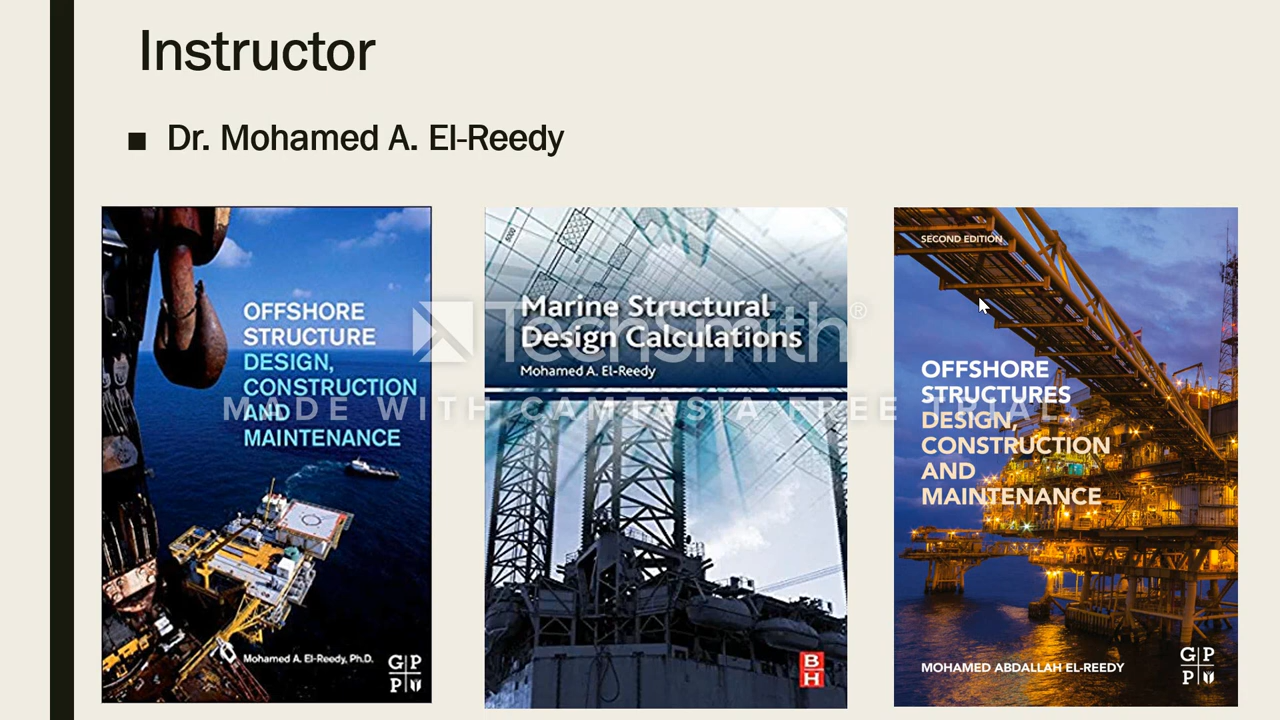 Instructor
■ Dr. Mohamed A. El-Reedy
OFFSHORE
STRUCTURE
DESIGN,
CONSTRUCTION
AND
MAINTENANCE
Mohamed A. El-Reedy, Ph.D.
G P
P
5000
Marine Structural
Design Calculations
Mohamed A. El-Reedy
B
H
SECOND EDITION
OFFSHORE
STRUCTURES
DESIGN,
CONSTRUCTION
AND
MAINTENANCE
MOHAMED ABDALLAH EL-REEDY
G P
P
TechSmith®
MADE WITH CAMTASIA FREE TRIAL